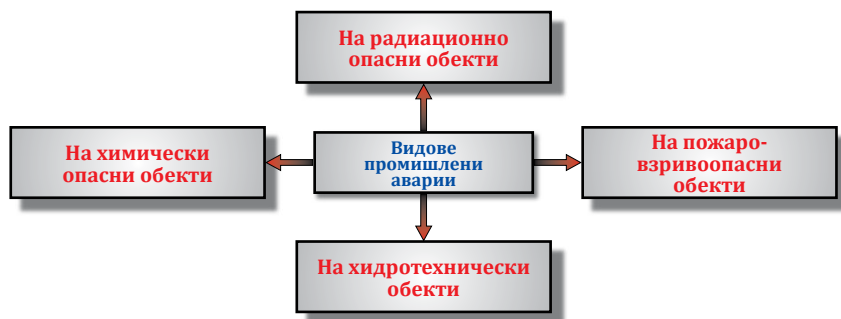 На радиационно
опасни обекти
На химически
опасни обекти
Видове
промишлени
аварии
На пожаро-
взривоопасни
обекти
На хидротехнически
обекти